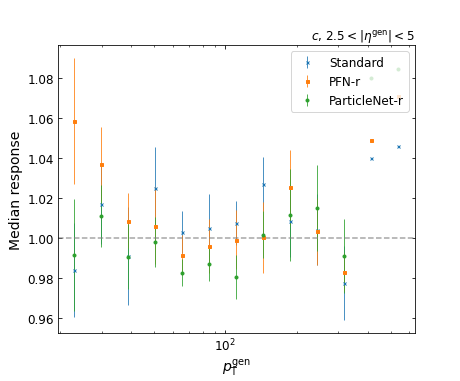 c, 2.5 < |η^gen| < 5
Standard
PFN-r
ParticleNet-r
Median response
1.08
1.06
1.04
1.02
1.00
0.98
0.96
10^2
p_T^gen